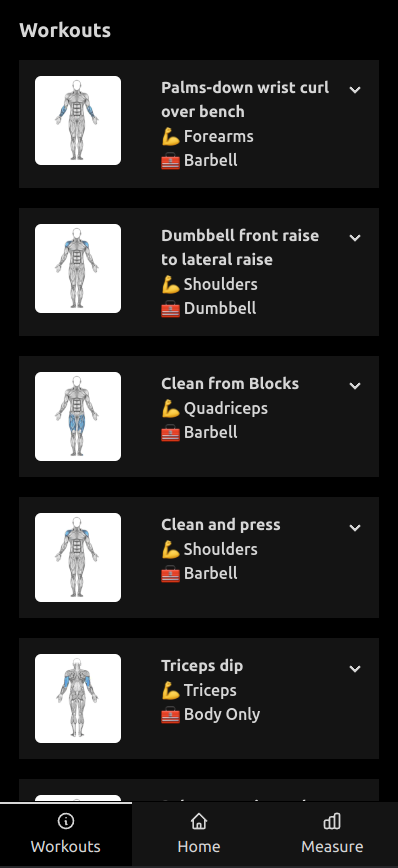 Workouts
Palms-down wrist curl
over bench
💪 Forearms
🧰 Barbell
Dumbbell front raise
to lateral raise
💪 Shoulders
🧰 Dumbbell
Clean from Blocks
💪 Quadriceps
🧰 Barbell
Clean and press
💪 Shoulders
🧰 Barbell
Triceps dip
💪 Triceps
🧰 Body Only
Workouts
Home
Measure